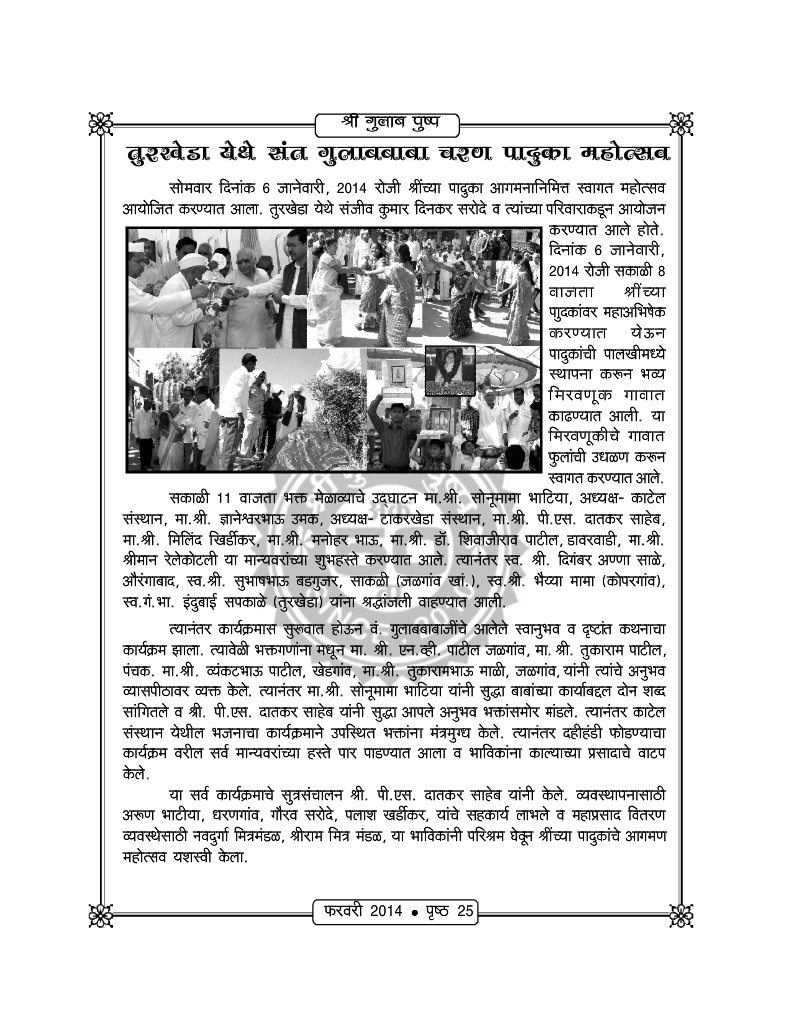 श्री गुलाब पुष्प
तुरखेडा येथे संत गुलाबबाबा चरण पादुका महोत्सव
सोमवार दिनांक 6 जानेवारी, 2014 रोजी श्रींच्या पादुका आगमनानिमित्त स्वागत महोत्सव
आयोजित करण्यात आला. तुरखेडा येथे संजीव कुमार दिनकर सरोदे व त्यांच्या परिवाराकडून आयोजन
करण्यात आले होते.
दिनांक 6 जानेवारी,
2014 रोजी सकाळी 8
वाजता श्रींच्या
पाुदकांवर महाअभिषेक
करण्यात येऊन
पादुकांची पालखीमध्ये
स्थापना करून भव्य
मिरवणूक गावात
काढण्यात आली. या
मिरवणूकीचे गावात
फुलांची उधळण करून
स्वागत करण्यात आले.
सकाळी 11 वाजता भक्त मेळाव्याचे उद्घाटन मा.श्री. सोनूमामा भाटिया, अध्यक्ष- काटेल
संस्थान, मा.श्री. ज्ञानेश्वरभाऊ उमक, अध्यक्ष- टाकरखेडा संस्थान, मा.श्री. पी.एस. दातकर साहेब,
मा.श्री. मिलिंद खिर्डीकर, मा.श्री. मनोहर भाऊ, मा.श्री. डॉ. शिवाजीराव पाटील, डावरवाडी, मा.श्री.
श्रीमान रेलेकोटली या मान्यवरांच्या शुभहस्ते करण्यात आले. त्यानंतर स्व. श्री. दिगंबर अण्णा साळे,
औरंगाबाद, स्व.श्री. सुभाषभाऊ बडगुजर, साकळी (जळगांव खां.), स्व.श्री. भैय्या मामा (कोपरगांव),
स्व.गं.भा. इंदुबाई सपकाळे (तुरखेडा) यांना श्रद्धांजली वाहण्यात आली.
त्यानंतर कार्यक्रमास सुरूवात होऊन वं. गुलाबबाबाजींचे आलेले स्वानुभव व दृष्टांत कथनाचा
कार्यक्रम झाला. त्यावेळी भक्तगणांना मधून मा. श्री. एन.व्ही. पाटील जळगांव, मा. श्री. तुकाराम पाटील,
पंचक. मा.श्री. व्यंकटभाऊ पाटील, खेडगांव, मा.श्री. तुकारामभाऊ माळी, जळगांव, यांनी त्यांचे अनुभव
व्यासपीठावर व्यक्त केले. त्यानंतर मा.श्री. सोनूमामा भाटिया यांनी सुद्धा बाबांच्या कार्याबद्दल दोन शब्द
सांगितले व श्री. पी.एस. दातकर साहेब यांनी सुद्धा आपले अनुभव भक्तांसमोर मांडले. त्यानंतर काटेल
संस्थान येथील भजनाचा कार्यक्रमाने उपस्थित भक्तांना मंत्रमुग्ध केले. त्यानंतर दहीहंडी फोडण्याचा
कार्यक्रम वरील सर्व मान्यवरांच्या हस्ते पार पाडण्यात आला व भाविकांना काल्याच्या प्रसादाचे वाटप
केले.
या सर्व कार्यक्रमाचे सुत्रसंचालन श्री. पी.एस. दातकर साहेब यांनी केले. व्यवस्थापनासाठी
अरूण भाटीया, धरणगांव, गौरव सरोदे, पलाश खर्डीकर, यांचे सहकार्य लाभले व महाप्रसाद वितरण
व्यवस्थेसाठी नवदुर्गा मित्रमंडळ, श्रीराम मित्र मंडळ, या भाविकांनी परिश्रम घेवून श्रींच्या पादुकांचे आगमण
महोत्सव यशस्वी केला.
फरवरी 2014 ● पृष्ठ 25